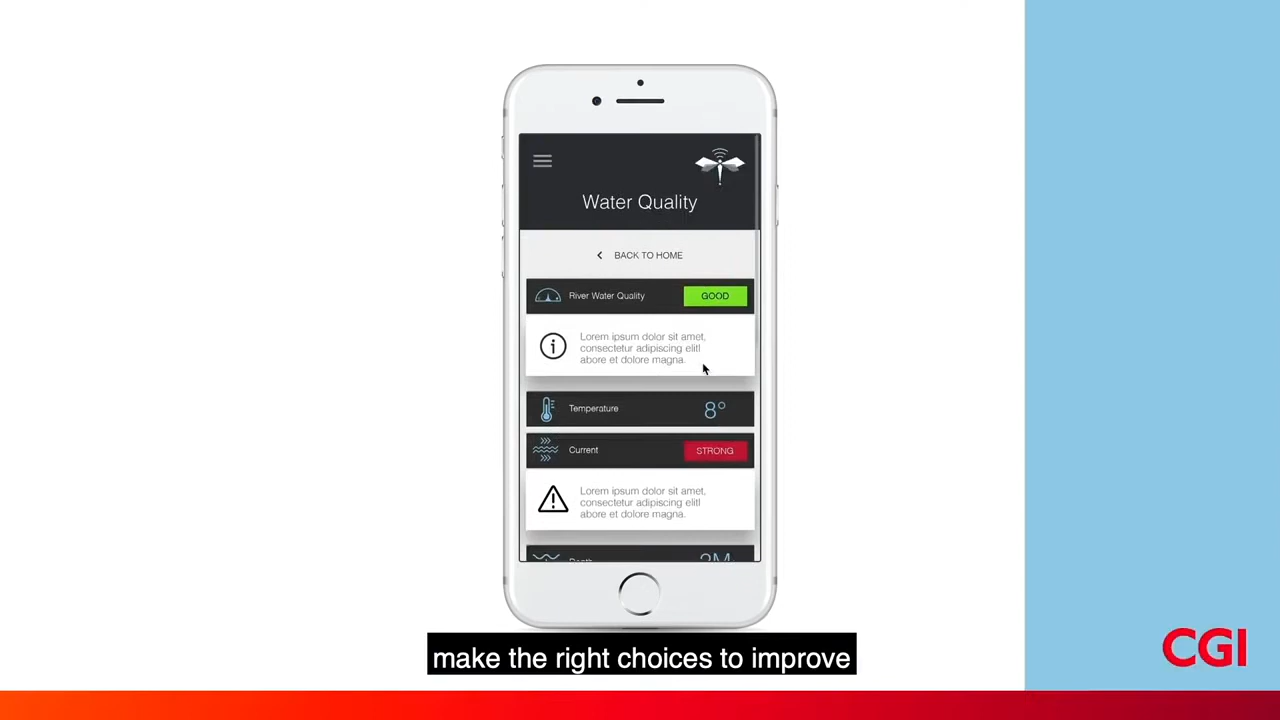 Water Quality
BACK TO HOME
River Water Quality
GOOD
Lorem ipsum dolor sit amet,
consectetur adipiscing elitl
abore et dolore magna.
Temperature
8°
Current
STRONG
Lorem ipsum dolor sit amet,
consectetur adipiscing elitl
abore et dolore magna.
make the right choices to improve
CGI